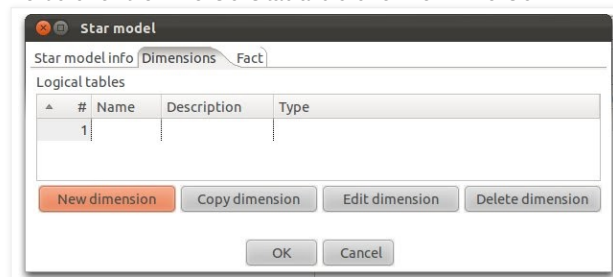 Star model
Star model info Dimensions Fact
Logical tables
# Name Description Type
1
New dimension Copy dimension Edit dimension Delete dimension
OK Cancel